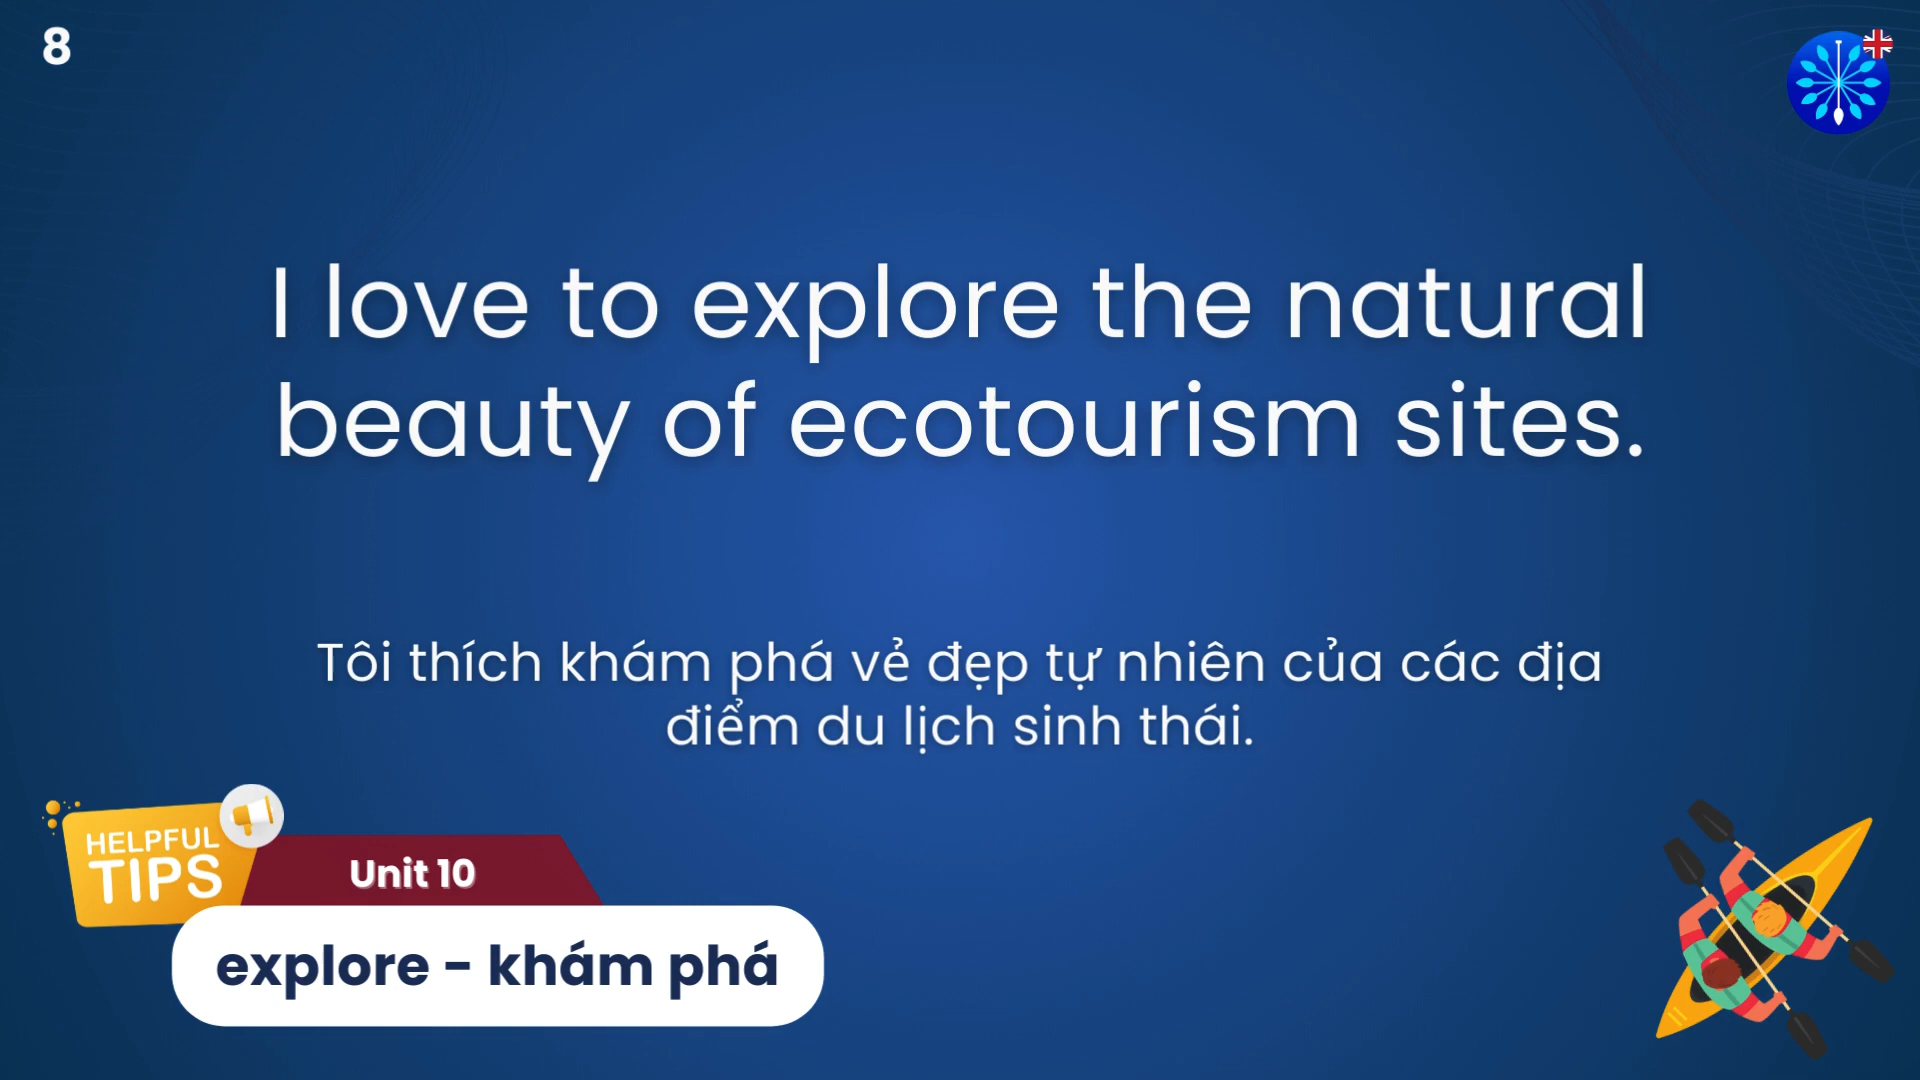 8
I love to explore the natural
beauty of ecotourism sites.
Tôi thích khám phá vẻ đẹp tự nhiên của các địa
điểm du lịch sinh thái.
HELPFUL
TIPS
Unit 10
explore - khám phá